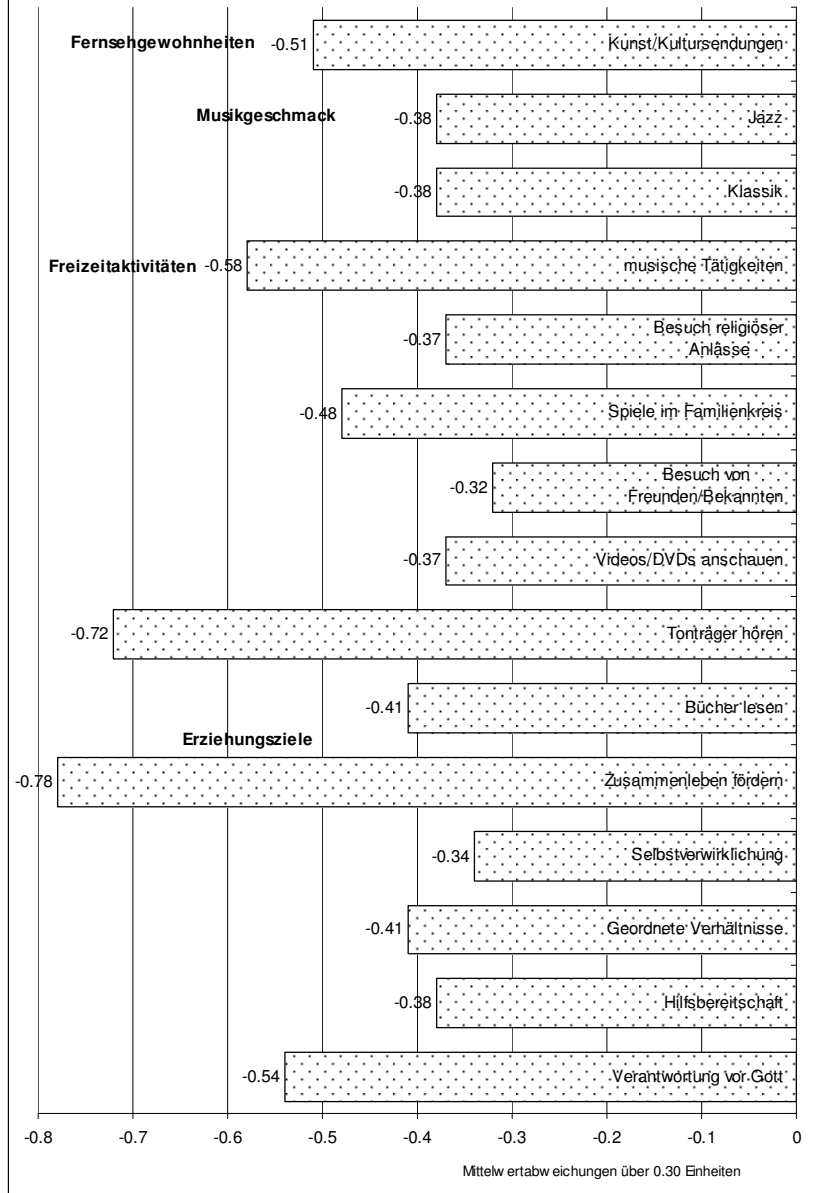 Fernsehgewohnheiten -0.51 Kunst/Kultursendungen
Musikgeschmack -0.38 Jazz
-0.38 Klassik
Freizeitaktivitäten -0.58 musische Tätigkeiten
-0.37 Besuch religiöser
Anlässe
-0.48 Spiele im Familienkreis
-0.32 Besuch von
Freunden/Bekannten
-0.37 Videos/DVDs anschauen
-0.72 Tonträger hören
-0.41 Bücher lesen
Erziehungsziele
-0.78 Zusammenleben fördern
-0.34 Selbstverwirklichung
-0.41 Geordnete Verhältnisse
-0.38 Hilfsbereitschaft
-0.54 Verantwortung vor Gott
-0.8 -0.7 -0.6 -0.5 -0.4 -0.3 -0.2 -0.1 0
Mittelwertabweichungen über 0.30 Einheiten